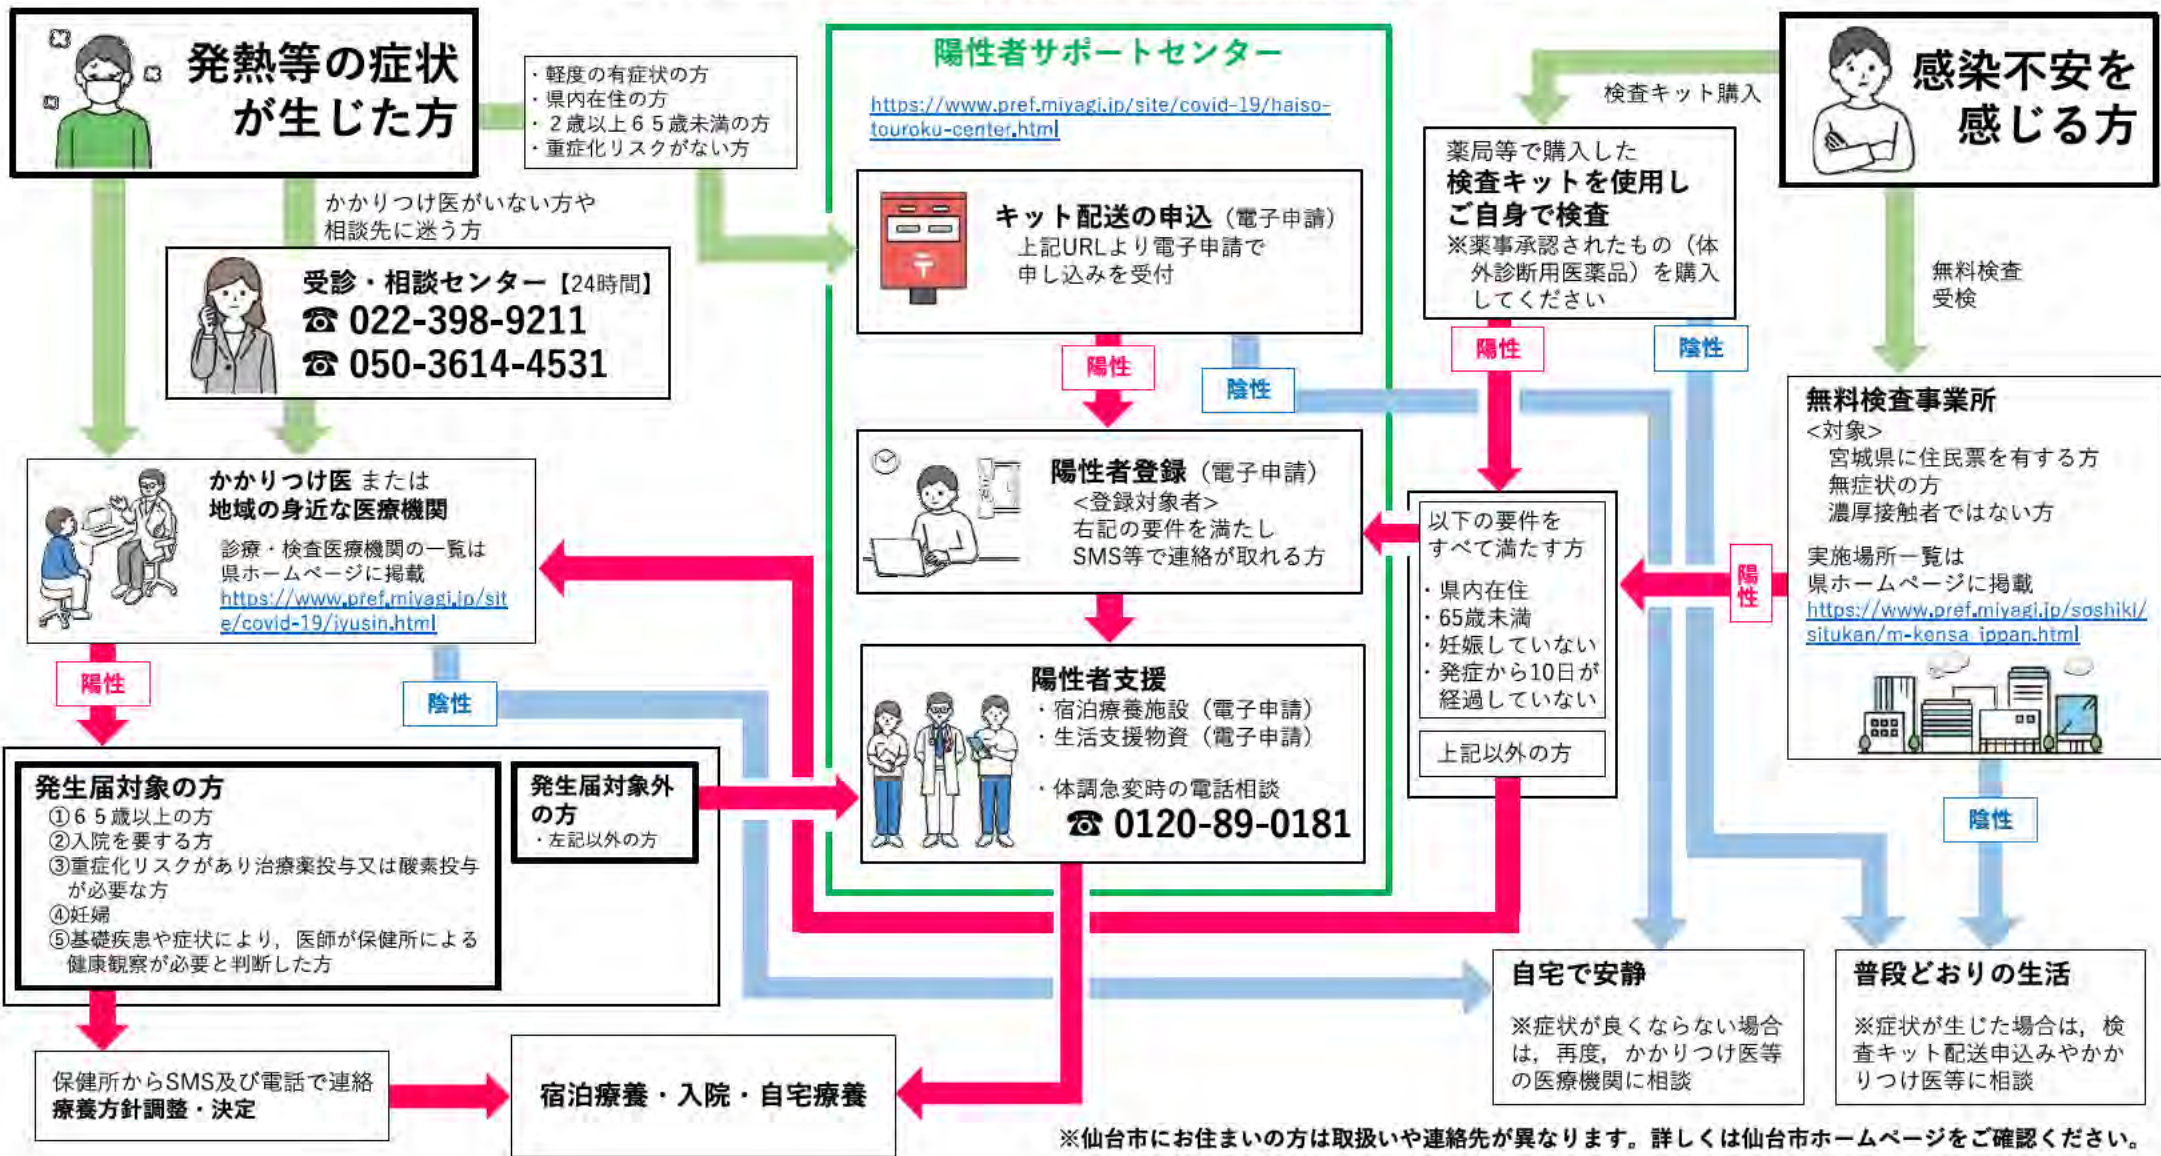 発熱等の症状
が生じた方
・軽度の有症状の方
・県内在住の方
・２歳以上６５歳未満の方
・重症化リスクがない方
かかりつけ医がいない方や
相談先に迷う方
受診・相談センター【24時間】
☎ 022-398-9211
☎ 050-3614-4531
かかりつけ医 または
地域の身近な医療機関
診療・検査医療機関の一覧は
県ホームページに掲載
https://www.pref.miyagi.jp/sit
e/covid-19/jyusin.html
陽性
陰性
発生届対象の方
①６５歳以上の方
②入院を要する方
③重症化リスクがあり治療薬投与又は酸素投与
が必要な方
④妊婦
⑤基礎疾患や症状により，医師が保健所による
健康観察が必要と判断した方
発生届対象外
の方
・左記以外の方
保健所からSMS及び電話で連絡
療養方針調整・決定
宿泊療養・入院・自宅療養
陽性者サポートセンター
https://www.pref.miyagi.jp/site/covid-19/haiso-
touroku-center.html
キット配送の申込（電子申請）
上記URLより電子申請で
申し込みを受付
陽性
陰性
陽性者登録（電子申請）
<登録対象者>
右記の要件を満たし
SMS等で連絡が取れる方
陽性者支援
・宿泊療養施設（電子申請）
・生活支援物資（電子申請）
・体調急変時の電話相談
☎ 0120-89-0181
感染不安を
感じる方
検査キット購入
薬局等で購入した
検査キットを使用し
ご自身で検査
※薬事承認されたもの（体
外診断用医薬品）を購入
してください
陽性
陰性
無料検査
受検
以下の要件を
すべて満たす方
・県内在住
・65歳未満
・妊娠していない
・発症から10日が
経過していない
上記以外の方
陽性
無料検査事業所
<対象>
宮城県に住民票を有する方
無症状の方
濃厚接触者ではない方
実施場所一覧は
県ホームページに掲載
https://www.pref.miyagi.jp/soshiki/
situkan/m-kensa_ippan.html
陰性
自宅で安静
※症状が良くならない場合
は，再度，かかりつけ医等
の医療機関に相談
普段どおりの生活
※症状が生じた場合は，検
査キット配送申込みやかか
りつけ医等に相談
※仙台市にお住まいの方は取扱いや連絡先が異なります。詳しくは仙台市ホームページをご確認ください。